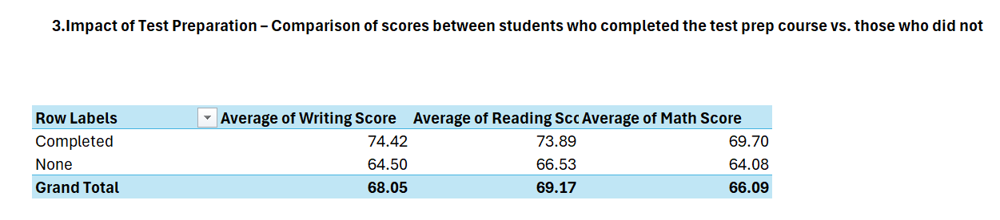 3.Impact of Test Preparation – Comparison of scores between students who completed the test prep course vs. those who did not
Row Labels Average of Writing Score Average of Reading Scc Average of Math Score
Completed 74.42 73.89 69.70
None 64.50 66.53 64.08
Grand Total 68.05 69.17 66.09